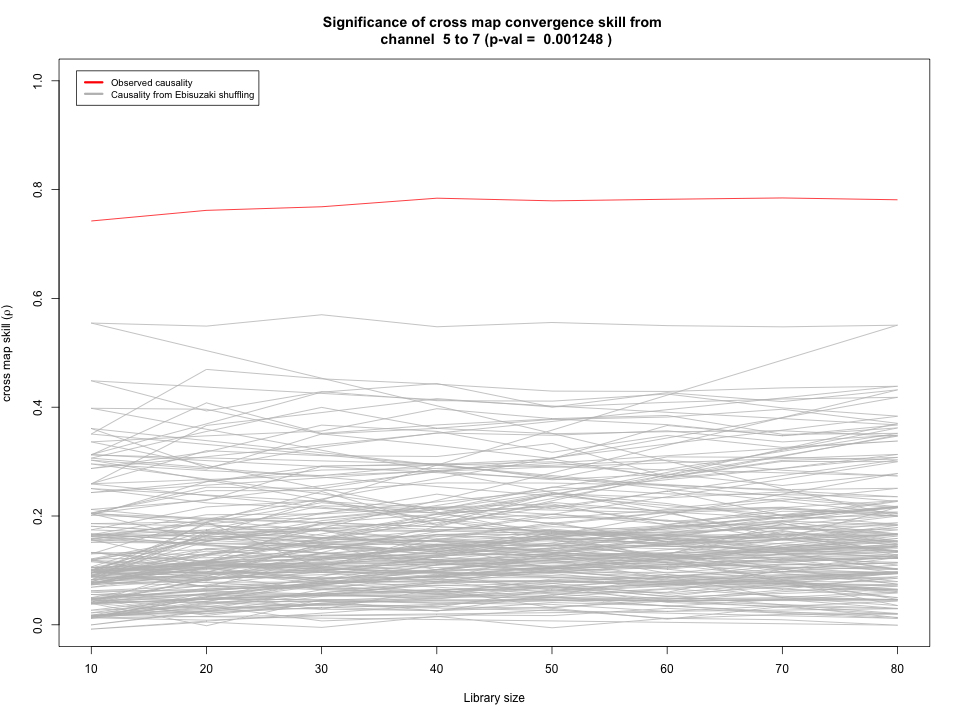 Significance of cross map convergence skill from
channel  5 to 7 (p-val =  0.001248 )
Observed causality
Causality from Ebisuzaki shuffling
cross map skill (ρ)
1.0
0.8
0.6
0.4
0.2
0.0
10 20 30 40 50 60 70 80
Library size